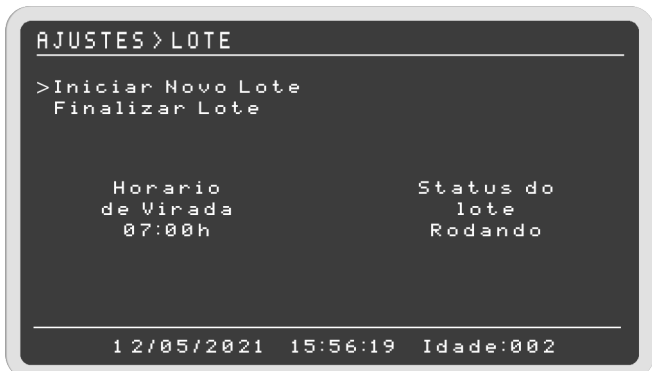 AJUSTES>LOTE
>Iniciar Novo Lote
Finalizar Lote
Horario
de Virada
07:00h
Status do
lote
Rodando
12/05/2021 15:56:19 Idade:002